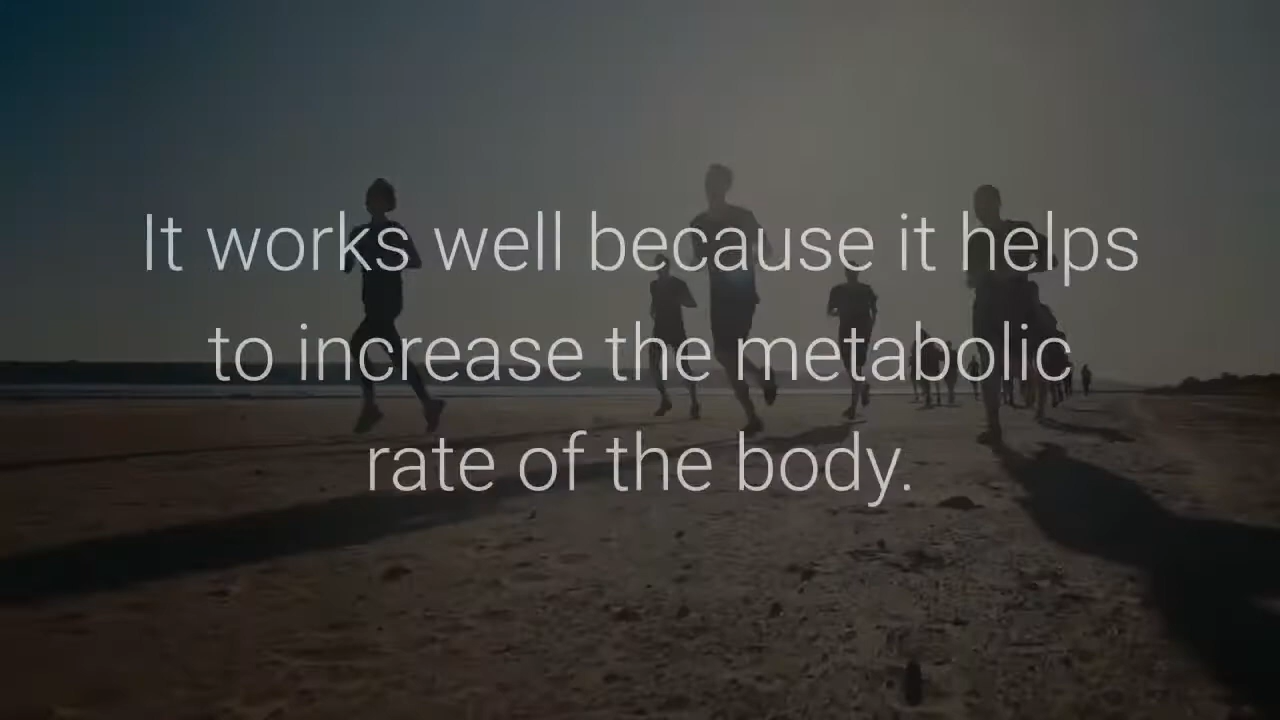 It works well because it helps
to increase the metabolic
rate of the body.